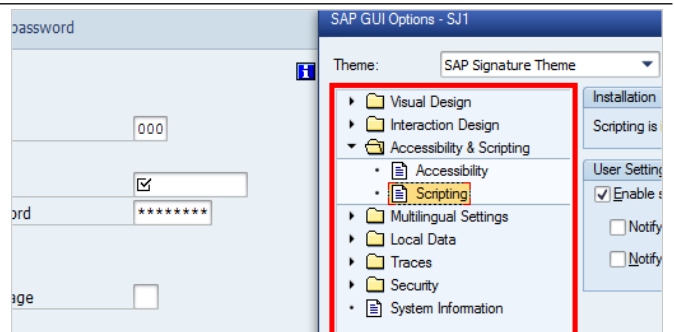 password
000
ord
********
age
SAP GUI Options - SJ1
Theme: SAP Signature Theme
Visual Design
Interaction Design
Accessibility & Scripting
Accessibility
Scripting
Multilingual Settings
Local Data
Traces
Security
System Information
Installation
Scripting is
User Setting
Enable s
Notify
Notify